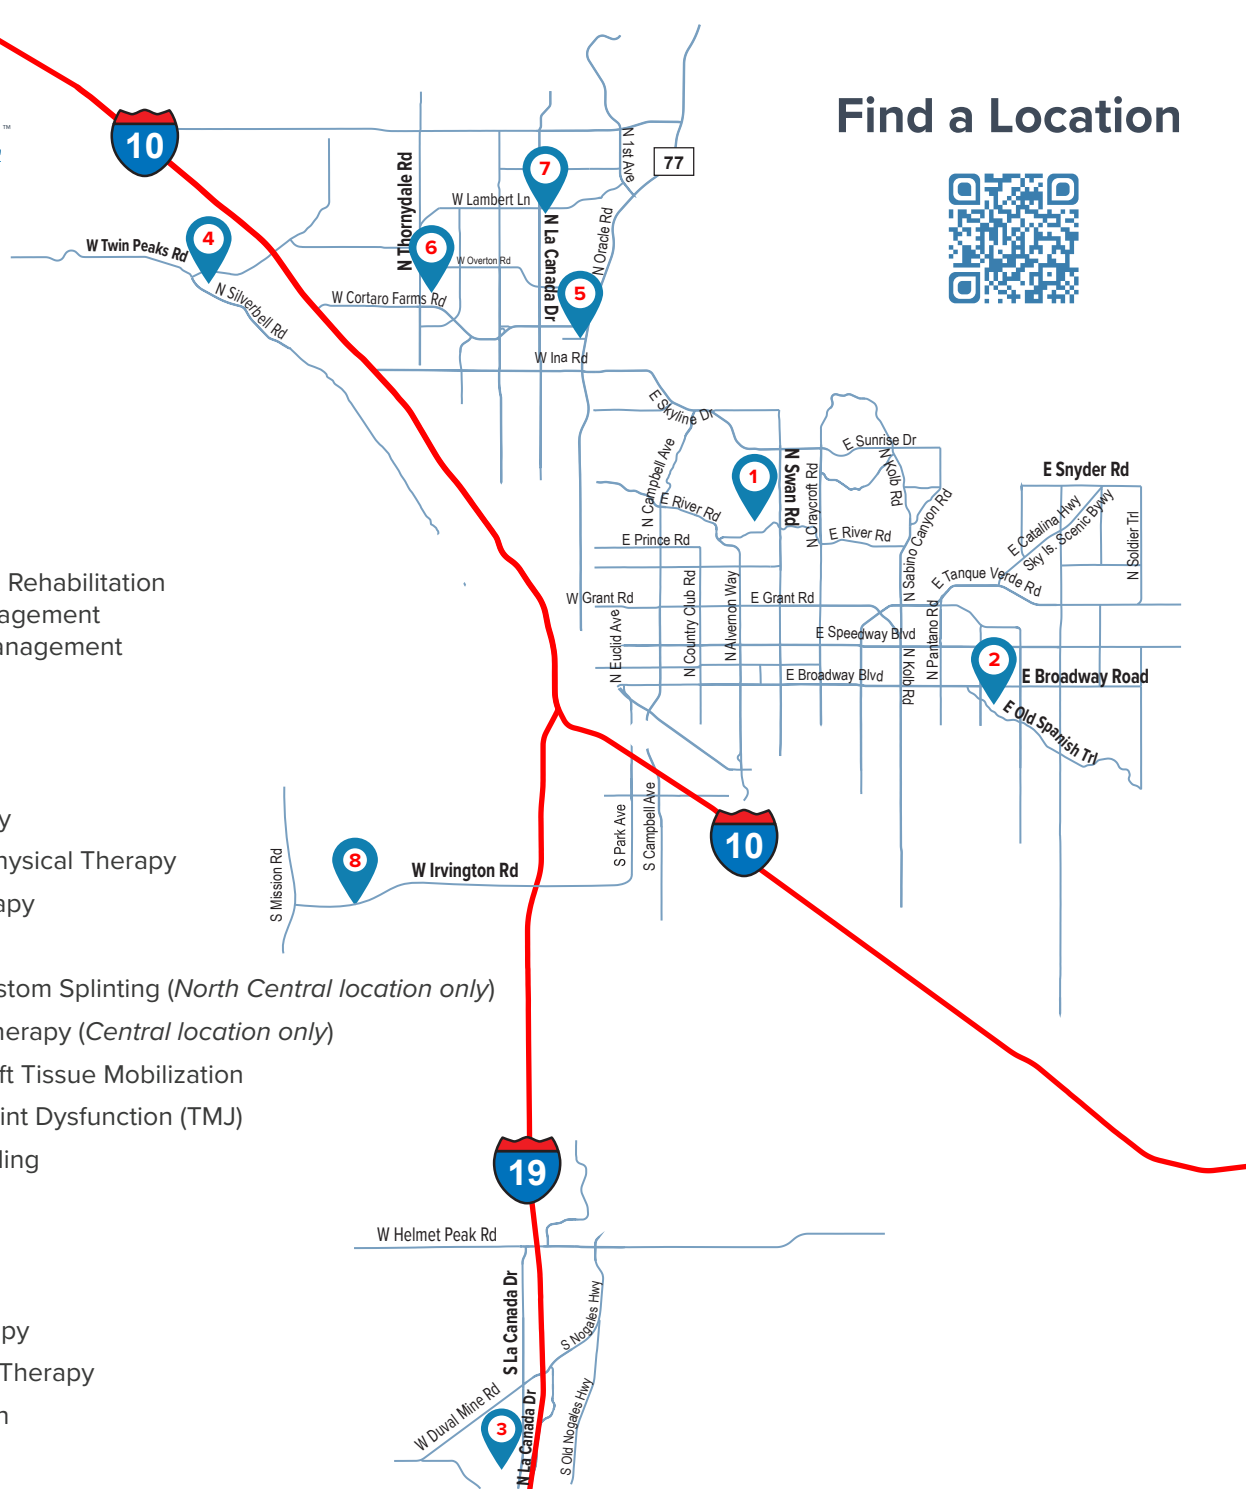 Find a Location
™
10
77
N 1st Ave
7
N Thornydale Rd
W Lambert Ln
4
W Twin Peaks Rd
6
N La Canada Dr
N Oracle Rd
W Overton Rd
5
N Silverbell Rd
W Cortaro Farms Rd
W Ina Rd
E Skyline Dr
E Sunrise Dr
N Campbell Ave
1
N Swan Rd
N Craycroft Rd
N Kolb Rd
E Snyder Rd
E River Rd
E River Rd
N Sabino Canyon Rd
E Catalina Hwy
Sky Is. Scenic Bywy
N Soldier Trl
E Prince Rd
E Tanque Verde Rd
W Grant Rd
E Grant Rd
N Euclid Ave
N Country Club Rd
N Alvernon Way
E Speedway Blvd
N Pantano Rd
N Kolb Rd
2
E Broadway Blvd
E Broadway Road
E Old Spanish Trl
Rehabilitation
agement
anagement
y
hysical Therapy
apy
stom Splinting (North Central location only)
herapy (Central location only)
ft Tissue Mobilization
int Dysfunction (TMJ)
ling
apy
Therapy
n
S Park Ave
S Campbell Ave
10
8
S Mission Rd
W Irvington Rd
19
W Helmet Peak Rd
S La Canada Dr
S Nogales Hwy
W Duval Mine Rd
3
N La Canada Dr
S Old Nogales Hwy